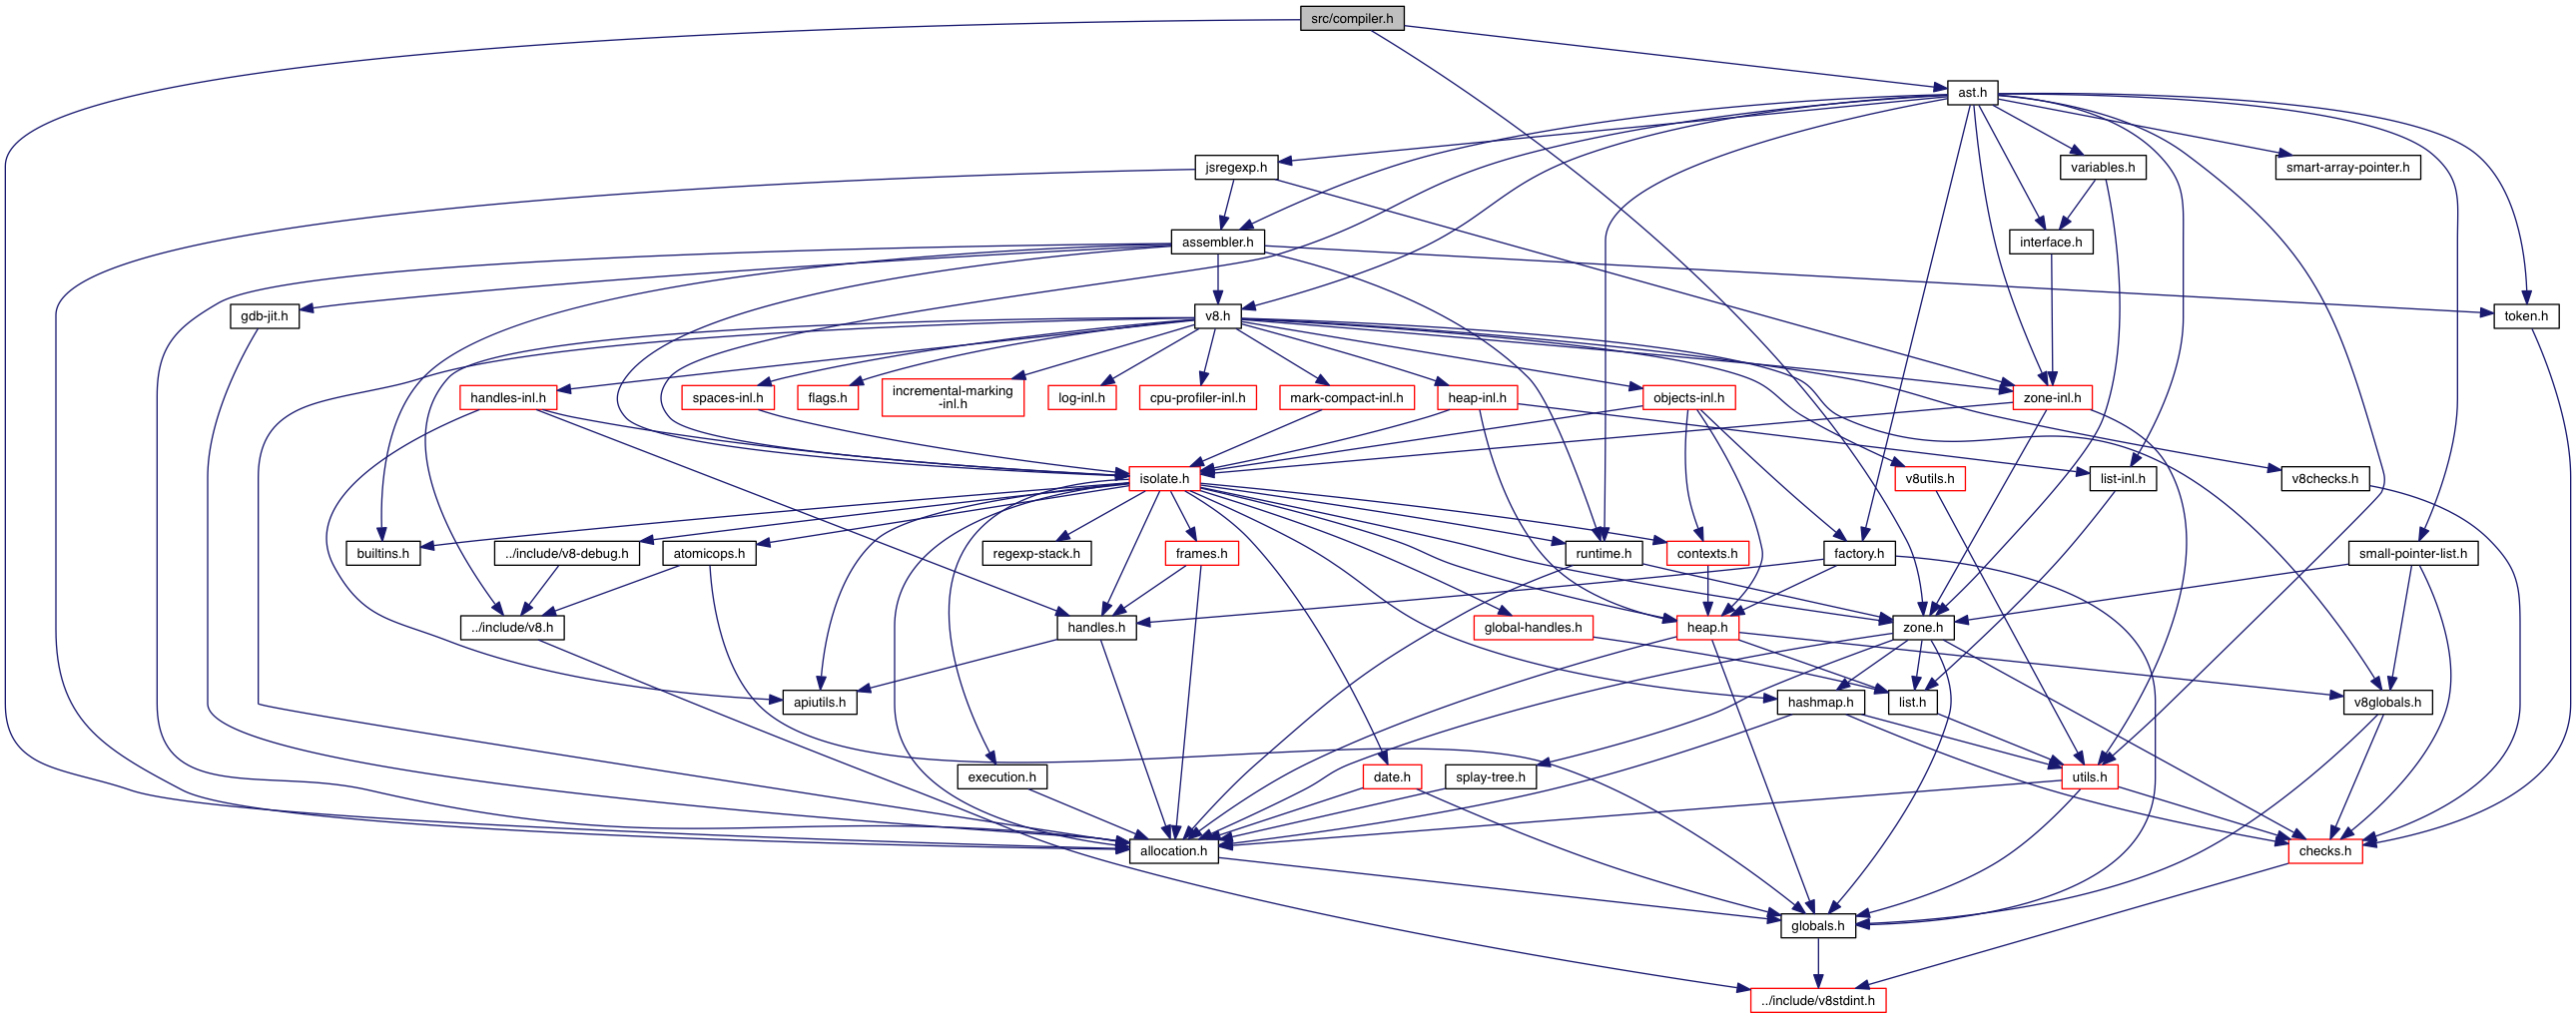 src/compiler.h
ast.h
jsregexp.h
variables.h
smart-array-pointer.h
assembler.h
interface.h
gdb-jit.h
v8.h
token.h
handles-inl.h
spaces-inl.h
flags.h
incremental-marking
-inl.h
log-inl.h
cpu-profiler-inl.h
mark-compact-inl.h
heap-inl.h
objects-inl.h
zone-inl.h
isolate.h
v8utils.h
list-inl.h
v8checks.h
builtins.h
../include/v8-debug.h
atomicops.h
regexp-stack.h
frames.h
runtime.h
contexts.h
factory.h
small-pointer-list.h
../include/v8.h
handles.h
global-handles.h
heap.h
zone.h
apiutils.h
hashmap.h
list.h
v8globals.h
execution.h
date.h
splay-tree.h
utils.h
allocation.h
checks.h
globals.h
../include/v8stdint.h